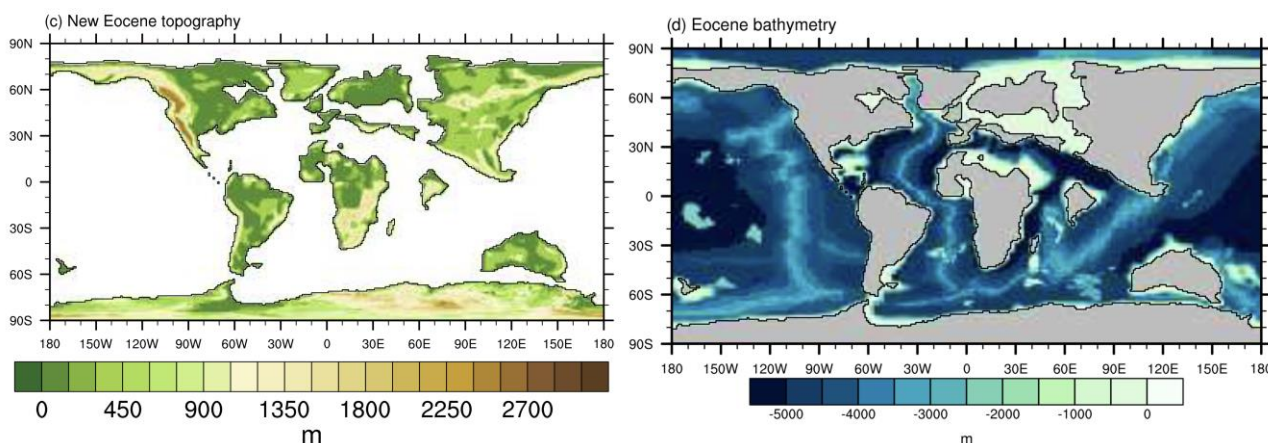 (c) New Eocene topography
90N
60N
30N
0
30S
60S
90S
180 150W 120W 90W 60W 30W 0 30E 60E 90E 120E 150E 180
0 450 900 1350 1800 2250 2700
m
(d) Eocene bathymetry
90N
60N
30N
0
30S
60S
90S
180 150W 120W 90W 60W 30W 0 30E 60E 90E 120E 150E 180
-5000 -4000 -3000 -2000 -1000 0
m